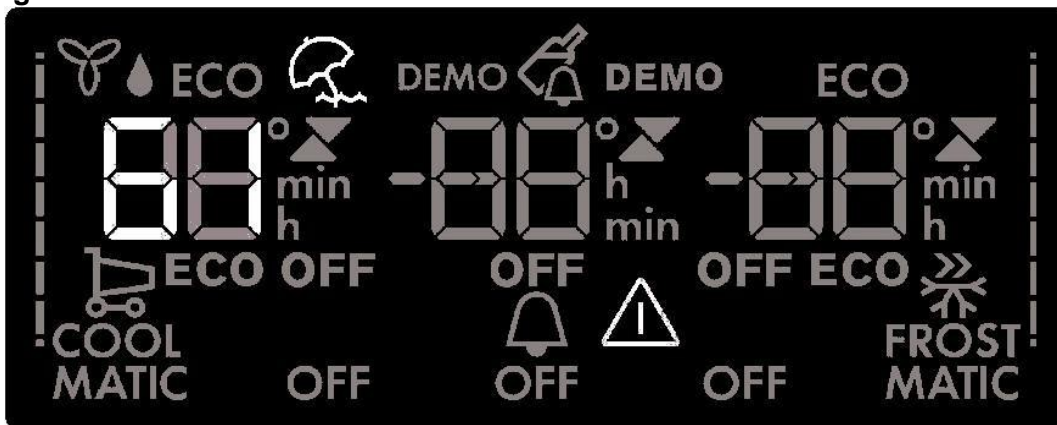 ECO DEMO DEMO ECO
61° -88° -88°
min h min
h min h
ECO OFF OFF OFF ECO
COOL FROST
MATIC OFF OFF OFF MATIC